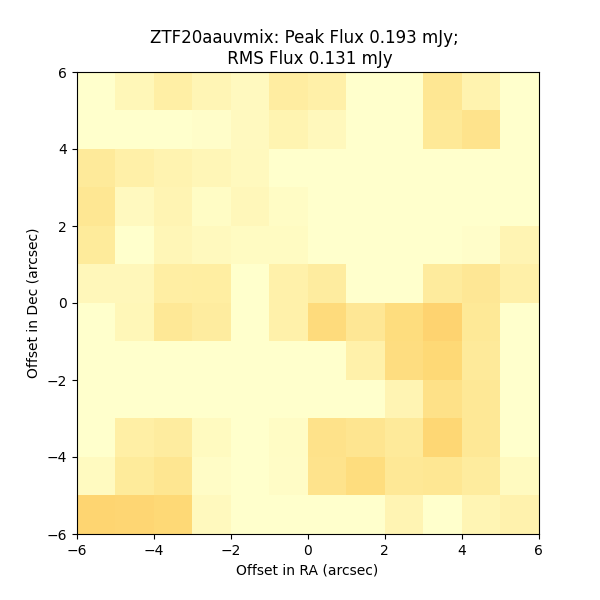 ZTF20aauvmix: Peak Flux 0.193 mJy;
RMS Flux 0.131 mJy
6
4
2
0
−2
−4
−6
Offset in Dec (arcsec)
−6 −4 −2 0 2 4 6
Offset in RA (arcsec)